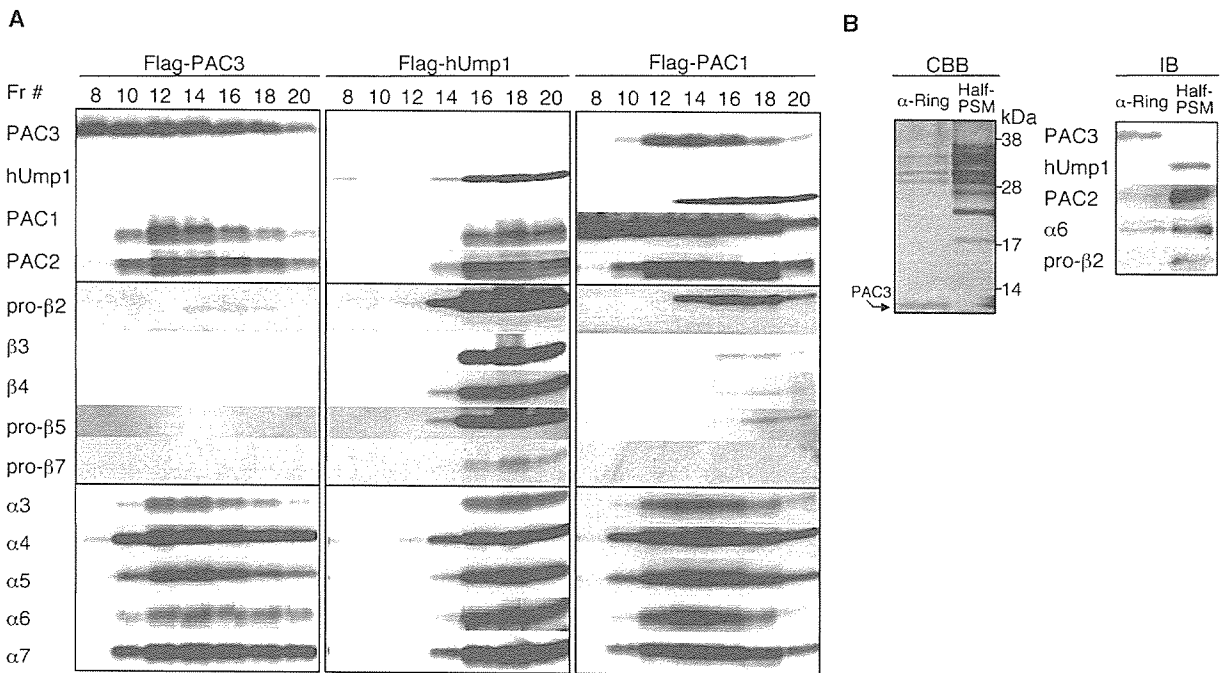 A
Flag-PAC3 Flag-hUmp1 Flag-PAC1
Fr # 8 10 12 14 16 18 20 8 10 12 14 16 18 20 8 10 12 14 16 18 20
PAC3
hUmp1
PAC1
PAC2
pro-β2
β3
β4
pro-β5
pro-β7
α3
α4
α5
α6
α7
B
CBB
α-Ring Half-PSM
kDa
38
28
17
14
PAC3
IB
α-Ring Half-PSM
PAC3
hUmp1
PAC2
α6
pro-β2